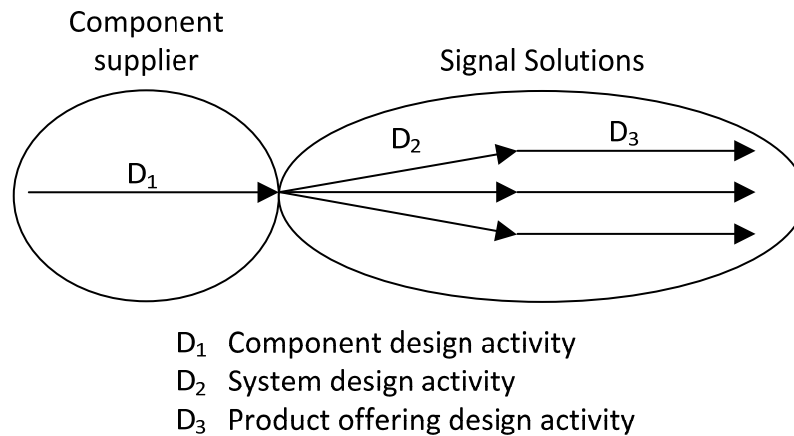 Component
supplier
Signal Solutions
D₁
D₂
D₃
D₁ Component design activity
D₂ System design activity
D₃ Product offering design activity